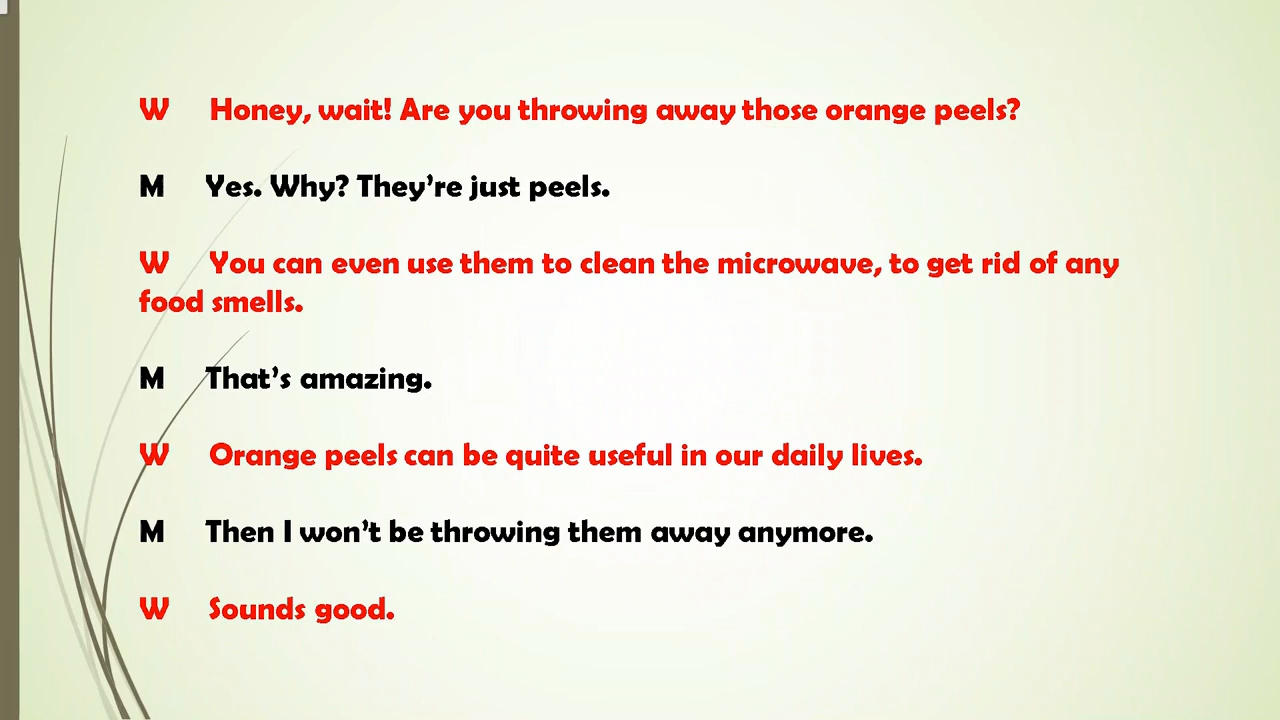 W Honey, wait! Are you throwing away those orange peels?
M Yes. Why? They’re just peels.
W You can even use them to clean the microwave, to get rid of any
food smells.
M That’s amazing.
W Orange peels can be quite useful in our daily lives.
M Then I won’t be throwing them away anymore.
W Sounds good.